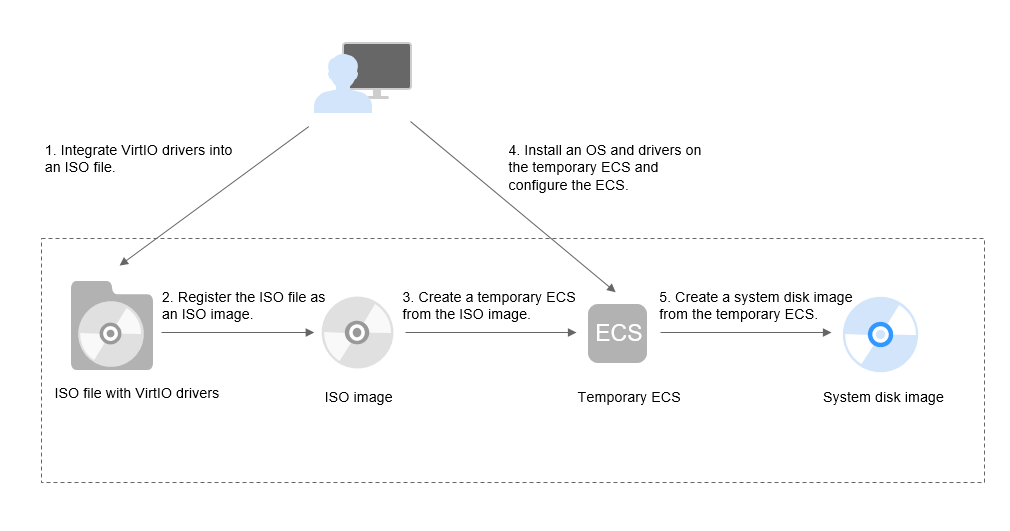 1. Integrate VirtIO drivers into
an ISO file.
4. Install an OS and drivers on
the temporary ECS and
configure the ECS.
2. Register the ISO file as
an ISO image.
3. Create a temporary ECS
from the ISO image.
5. Create a system disk image
from the temporary ECS.
ECS
ISO file with VirtIO drivers
ISO image
Temporary ECS
System disk image